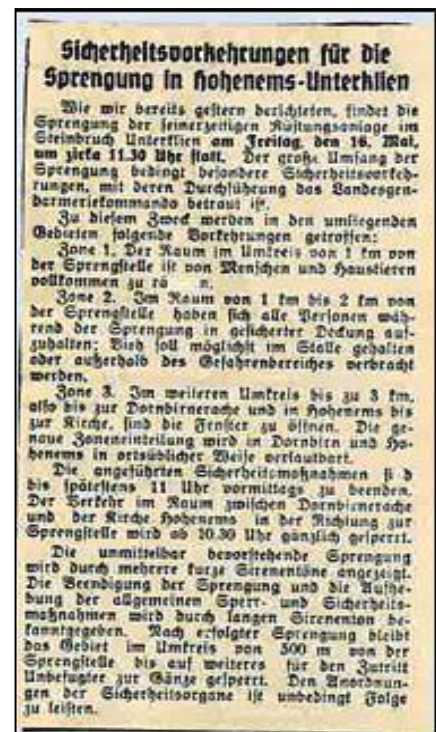 Sicherheitsvorkehrungen für die
Sprengung in Hohenems-Unterklien
Wie wir bereits gestern berichteten, findet die
Sprengung der seinerzeitigen Rüstungsanlage im
Steinbruch Unterklien am Freitag, den 16. Mai,
um zirka 11.30 Uhr statt. Der große Umfang der
Sprengung bedingt besondere Sicherheitsvorkeh-
rungen, mit deren Durchführung das Landesgen-
darmeriekommando betraut ist.
Zu diesem Zweck werden in den umliegenden
Gebieten folgende Vorkehrungen getroffen:
Zone 1. Der Raum im Umkreis von 1 km von
der Sprengstelle ist von Menschen und Haustieren
vollkommen zu rä n.
Zone 2. Im Raum von 1 km bis 2 km von
der Sprengstelle haben sich alle Personen wäh-
rend der Sprengung in gesicherter Deckung auf-
zuhalten; Vieh soll möglichst im Stalle gehalten
oder außerhalb des Gefahrenbereiches verbracht
werden.
Zone 3. Im weiteren Umkreis bis zu 3 km,
also bis zur Dornbirnerache und in Hohenems bis
zur Kirche, sind die Fenster zu öffnen. Die ge-
naue Zoneneinteilung wird in Dornbirn und Ho-
henems in ortsüblicher Weise verlautbart.
Die angeführten Sicherheitsmaßnahmen si d
bis spätestens 11 Uhr vormittags zu beenden.
Der Verkehr im Raum zwischen Dornbirnerache
und der Kirche Hohenems in der Richtung zur
Sprengstelle wird ab 10.30 Uhr gänzlich gesperrt.
Die unmittelbar bevorstehende Sprengung
wird durch mehrere kurze Sirenentöne angezeigt.
Die Beendigung der Sprengung und die Aufhe-
bung der allgemeinen Sperr- und Sicherheits-
maßnahmen wird durch langen Sirenenton be-
kanntgegeben. Nach erfolgter Sprengung bleibt
das Gebiet im Umkreis von 500 m von der
Sprengstelle bis auf weiteres für den Zutritt
Unbefugter zur Gänze gesperrt. Den Anordnun-
gen der Sicherheitsorgane ist unbedingt Folge
zu leisten.